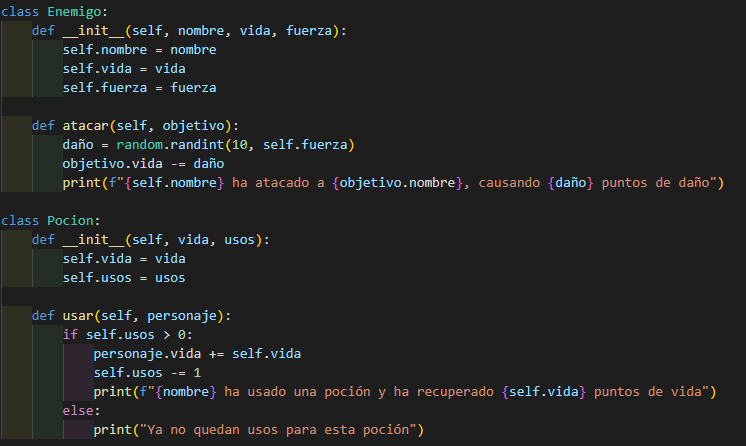 class Enemigo:
    def __init__(self, nombre, vida, fuerza):
        self.nombre = nombre
        self.vida = vida
        self.fuerza = fuerza

    def atacar(self, objetivo):
        daño = random.randint(10, self.fuerza)
        objetivo.vida -= daño
        print(f"{self.nombre} ha atacado a {objetivo.nombre}, causando {daño} puntos de daño")

class Pocion:
    def __init__(self, vida, usos):
        self.vida = vida
        self.usos = usos

    def usar(self, personaje):
        if self.usos > 0:
            personaje.vida += self.vida
            self.usos -= 1
            print(f"{nombre} ha usado una poción y ha recuperado {self.vida} puntos de vida")
        else:
            print("Ya no quedan usos para esta poción")